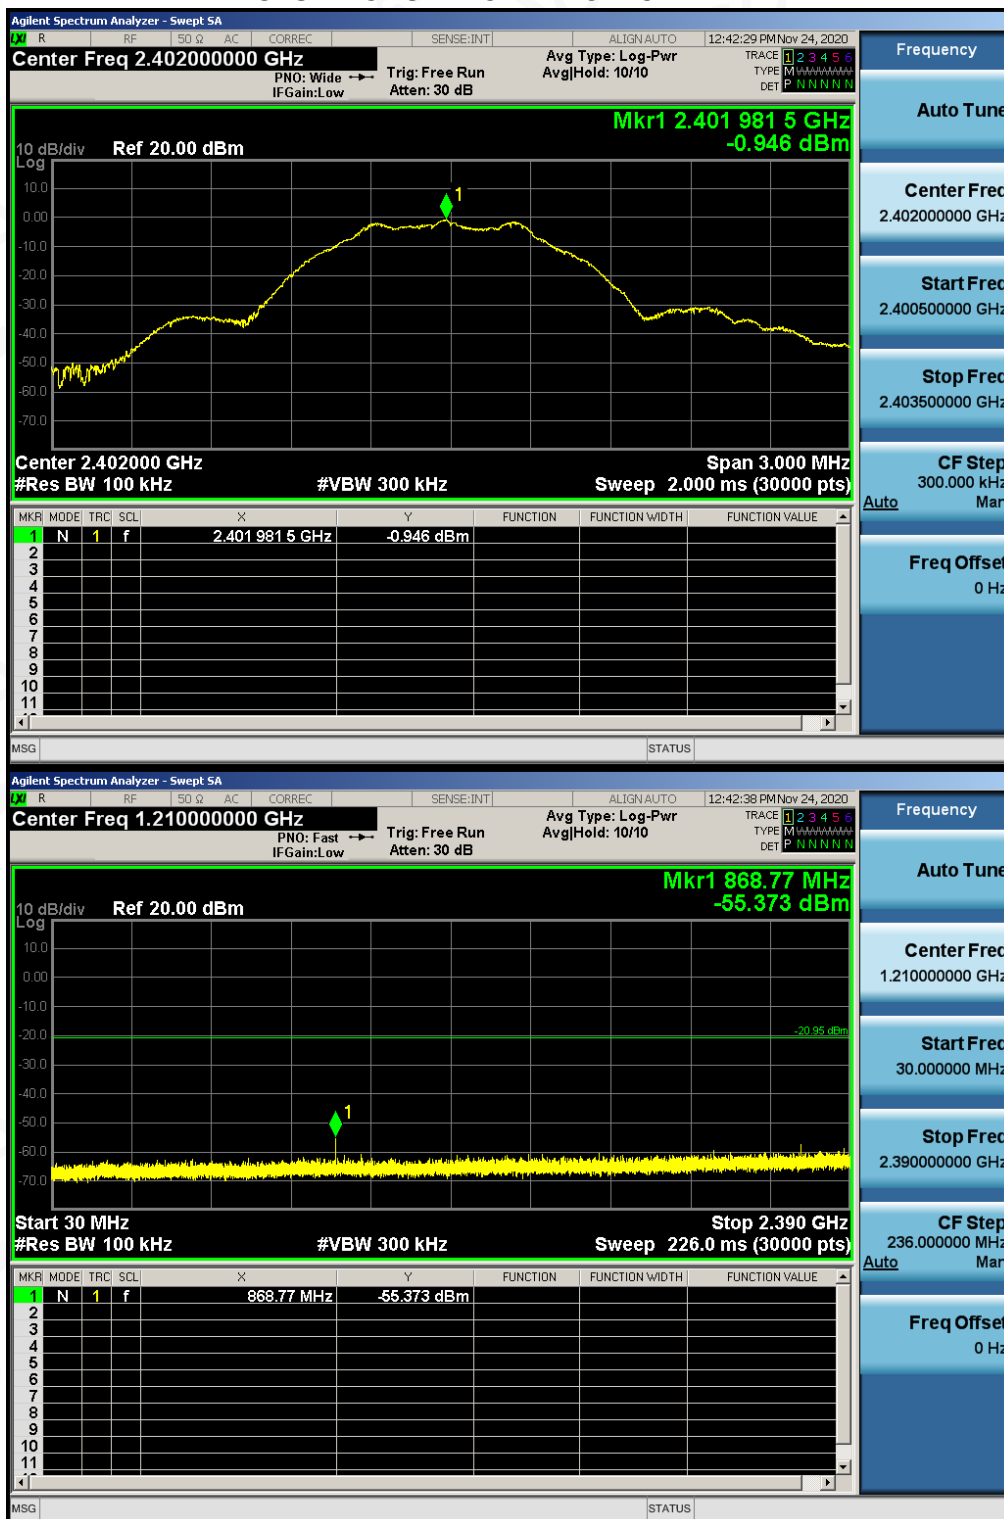 Agilent Spectrum Analyzer - Swept SA
LXI R RF 50 Ω AC CORREC SENSE:INT ALIGN AUTO 12:42:29 PM Nov 24, 2020
Center Freq 2.402000000 GHz
PNO: Wide
IFGain:Low
Trig: Free Run
Atten: 30 dB
Avg Type: Log-Pwr
Avg|Hold: 10/10
TRACE 1 2 3 4 5 6
TYPE M
DET P N N N N N
Mkr1 2.401 981 5 GHz
-0.946 dBm
10 dB/div Ref 20.00 dBm
Log
10.0
0.00
-10.0
-20.0
-30.0
-40.0
-50.0
-60.0
-70.0
1
Center 2.402000 GHz Span 3.000 MHz
#Res BW 100 kHz #VBW 300 kHz Sweep 2.000 ms (30000 pts)
MKR MODE TRC SCL X Y FUNCTION FUNCTION WIDTH FUNCTION VALUE
1 N 1 f 2.401 981 5 GHz -0.946 dBm
2
3
4
5
6
7
8
9
10
11
MSG STATUS
Frequency
Auto Tune
Center Freq
2.402000000 GHz
Start Freq
2.400500000 GHz
Stop Freq
2.403500000 GHz
CF Step
300.000 kHz
Auto Man
Freq Offset
0 Hz
Agilent Spectrum Analyzer - Swept SA
LXI R RF 50 Ω AC CORREC SENSE:INT ALIGN AUTO 12:42:38 PM Nov 24, 2020
Center Freq 1.210000000 GHz
PNO: Fast
IFGain:Low
Trig: Free Run
Atten: 30 dB
Avg Type: Log-Pwr
Avg|Hold: 10/10
TRACE 1 2 3 4 5 6
TYPE M
DET P N N N N N
Mkr1 868.77 MHz
-55.373 dBm
10 dB/div Ref 20.00 dBm
Log
10.0
0.00
-10.0
-20.0
-30.0
-40.0
-50.0
-60.0
-70.0
-20.95 dBm
1
Start 30 MHz Stop 2.390 GHz
#Res BW 100 kHz #VBW 300 kHz Sweep 226.0 ms (30000 pts)
MKR MODE TRC SCL X Y FUNCTION FUNCTION WIDTH FUNCTION VALUE
1 N 1 f 868.77 MHz -55.373 dBm
2
3
4
5
6
7
8
9
10
11
MSG STATUS
Frequency
Auto Tune
Center Freq
1.210000000 GHz
Start Freq
30.000000 MHz
Stop Freq
2.390000000 GHz
CF Step
236.000000 MHz
Auto Man
Freq Offset
0 Hz